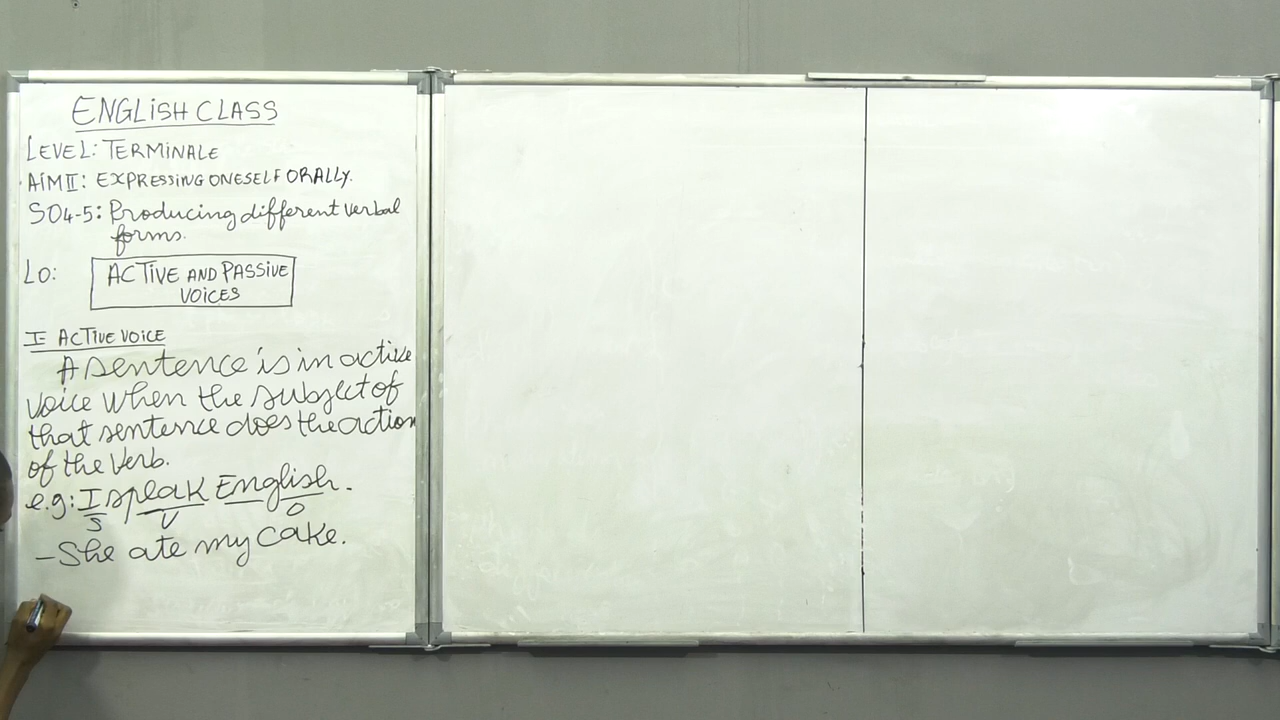 ENGLISH CLASS
LEVEL: TERMINALE
AIM II: EXPRESSING ONESELF ORALLY.
SO4-5: Producing different verbal
forms.
LO: ACTIVE AND PASSIVE
VOICES
I- ACTIVE VOICE
A sentence is in active
voice when the subject of
that sentence does the action
of the verb.
e.g: I speak English.
S V O
- She ate my cake.